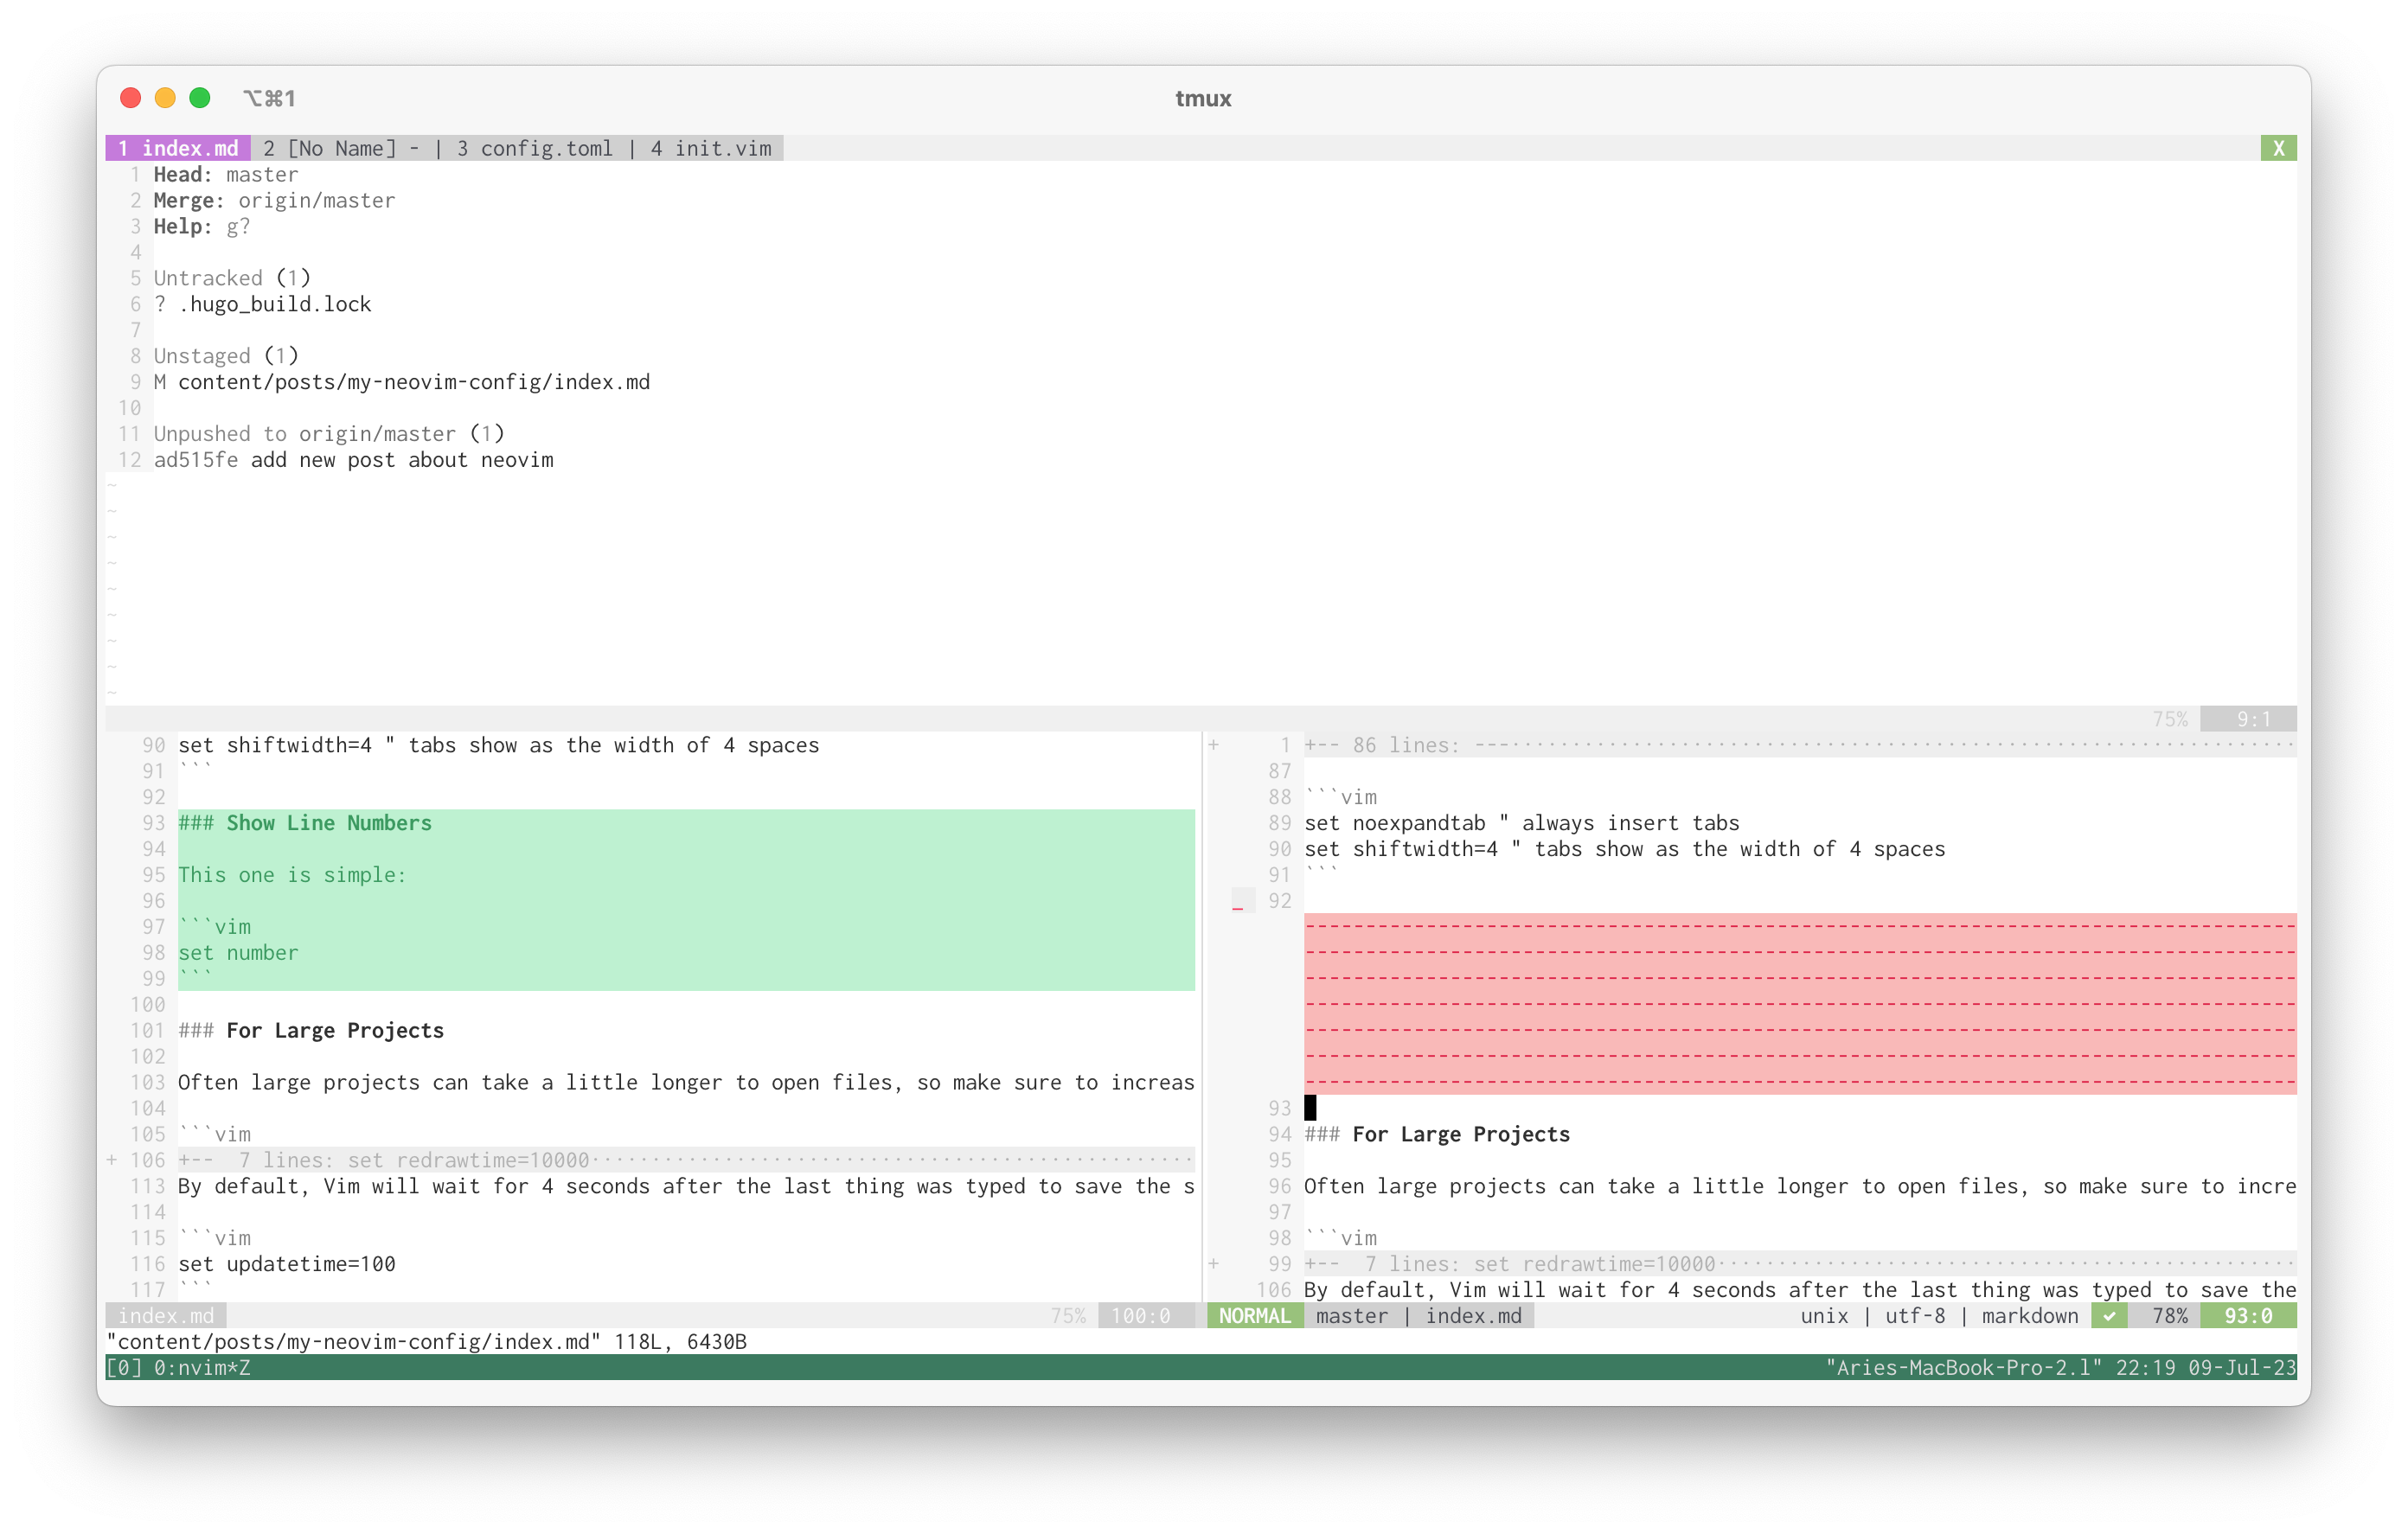 ⌥⌘1 tmux
1 index.md 2 [No Name] - | 3 config.toml | 4 init.vim X
1 Head: master
2 Merge: origin/master
3 Help: g?
4
5 Untracked (1)
6 ? .hugo_build.lock
7
8 Unstaged (1)
9 M content/posts/my-neovim-config/index.md
10
11 Unpushed to origin/master (1)
12 ad515fe add new post about neovim
~
~
~
~
~
~
~
~
~
75% 9:1
90 set shiftwidth=4 " tabs show as the width of 4 spaces
91 ```
92
93 ### Show Line Numbers
94
95 This one is simple:
96
97 ```vim
98 set number
99 ```
100
101 ### For Large Projects
102
103 Often large projects can take a little longer to open files, so make sure to increas
104
105 ```vim
+ 106 +-- 7 lines: set redrawtime=10000
113 By default, Vim will wait for 4 seconds after the last thing was typed to save the s
114
115 ```vim
116 set updatetime=100
117 ```
index.md 75% 100:0
+ 1 +-- 86 lines: ---
87
88 ```vim
89 set noexpandtab " always insert tabs
90 set shiftwidth=4 " tabs show as the width of 4 spaces
91 ```
_ 92
93
94 ### For Large Projects
95
96 Often large projects can take a little longer to open files, so make sure to incre
97
98 ```vim
+ 99 +-- 7 lines: set redrawtime=10000
106 By default, Vim will wait for 4 seconds after the last thing was typed to save the
NORMAL master | index.md unix | utf-8 | markdown ✓ 78% 93:0
"content/posts/my-neovim-config/index.md" 118L, 6430B
[0] 0:nvim*Z "Aries-MacBook-Pro-2.l" 22:19 09-Jul-23